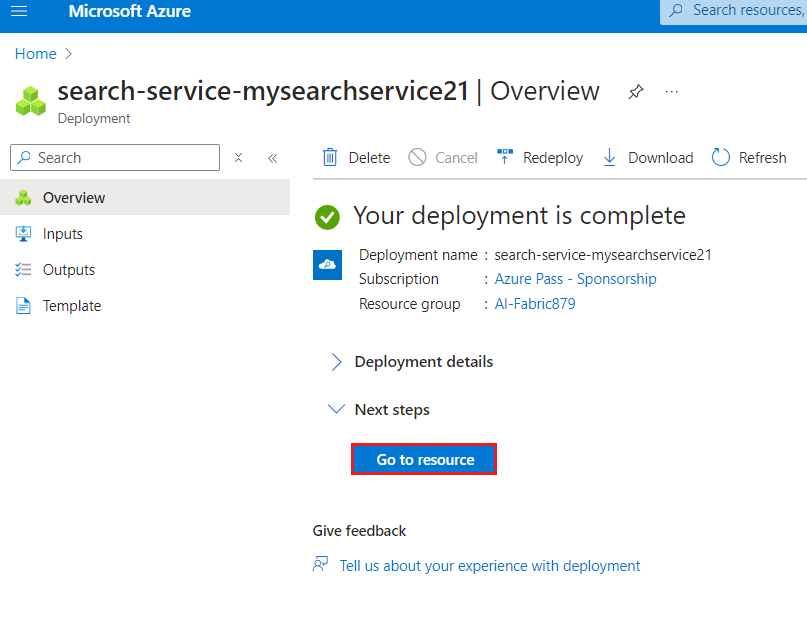 Microsoft Azure
Search resources,
Home
search-service-mysearchservice21 | Overview
Deployment
Search
Delete
Cancel
Redeploy
Download
Refresh
Overview
Inputs
Outputs
Template
Your deployment is complete
Deployment name : search-service-mysearchservice21
Subscription : Azure Pass - Sponsorship
Resource group : AI-Fabric879
Deployment details
Next steps
Go to resource
Give feedback
Tell us about your experience with deployment